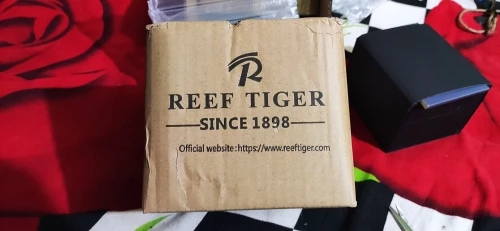 REEF TIGER
SINCE 1898
Official website:https://www.reeftiger.com